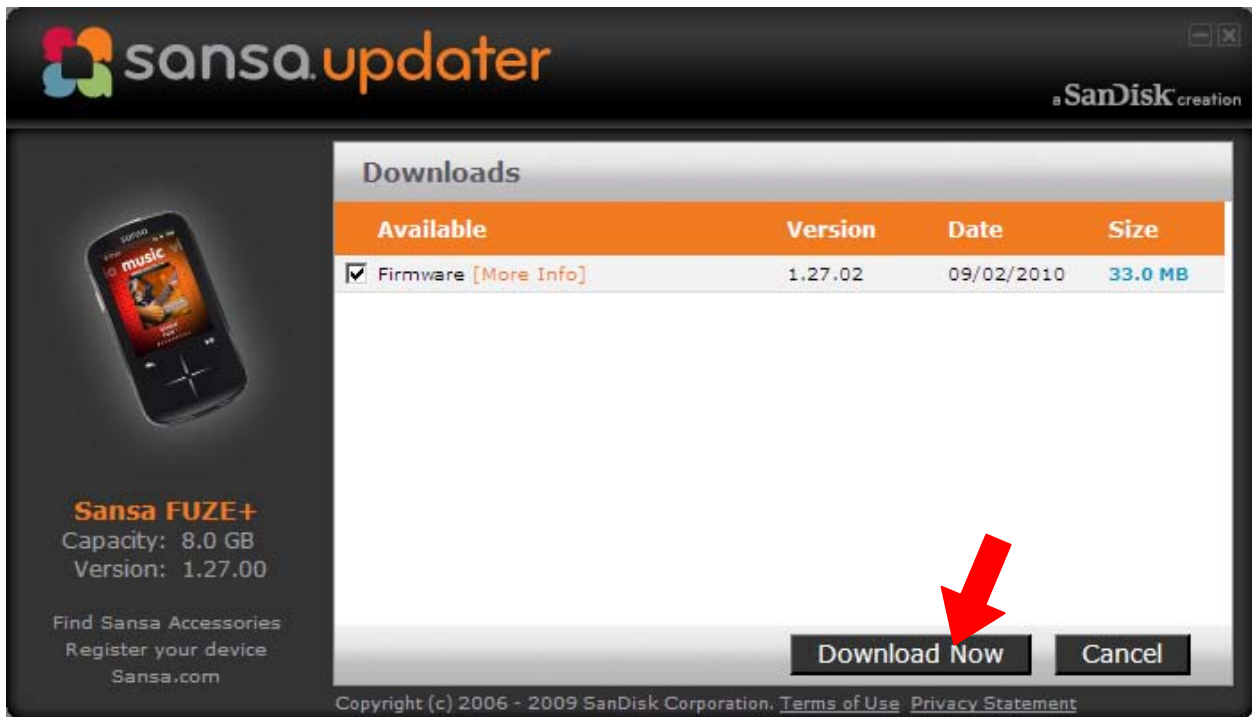 sansa.updater
a SanDisk creation
Downloads
Available Version Date Size
Firmware [More Info] 1.27.02 09/02/2010 33.0 MB
sansa
music
Sansa FUZE+
Capacity: 8.0 GB
Version: 1.27.00
Find Sansa Accessories
Register your device
Sansa.com
Download Now Cancel
Copyright (c) 2006 - 2009 SanDisk Corporation. Terms of Use Privacy Statement